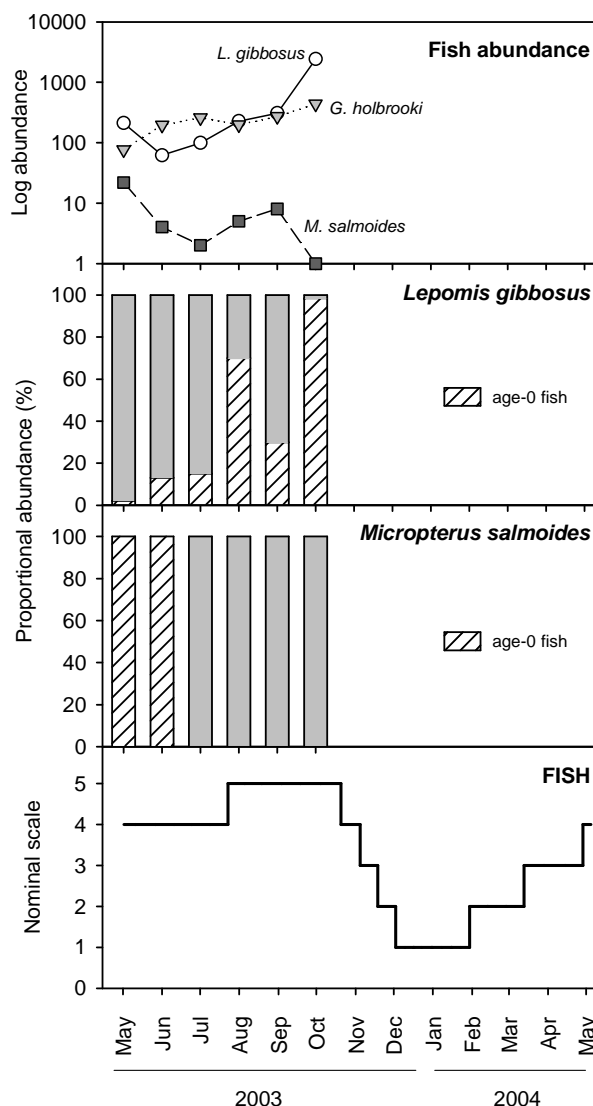 10000
Fish abundance
L. gibbosus
1000
G. holbrooki
100
Log abundance
10
M. salmoides
1
100
Lepomis gibbosus
80
60
age-0 fish
40
20
0
Proportional abundance (%)
100
Micropterus salmoides
80
60
age-0 fish
40
20
0
FISH
5
4
3
Nominal scale
2
1
0
May Jun Jul Aug Sep Oct Nov Dec Jan Feb Mar Apr May
2003 2004